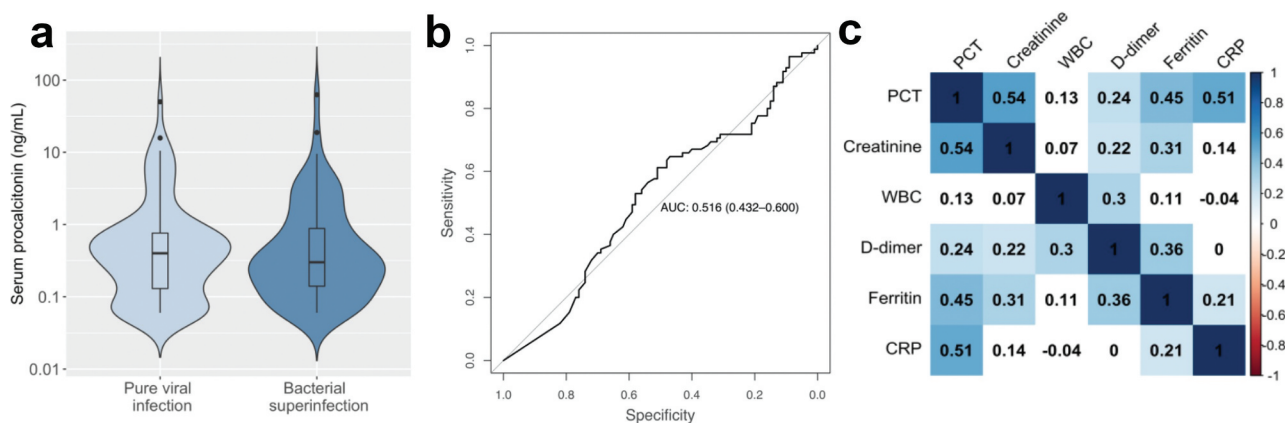 a
Serum procalcitonin (ng/mL)
100
10
1
0.1
0.01
Pure viral
infection
Bacterial
superinfection
b
Sensitivity
1.0
0.8
0.6
0.4
0.2
0.0
AUC: 0.516 (0.432–0.600)
1.0 0.8 0.6 0.4 0.2 0.0
Specificity
c
PCT Creatinine WBC D-dimer Ferritin CRP
PCT 1 0.54 0.13 0.24 0.45 0.51
Creatinine 0.54 1 0.07 0.22 0.31 0.14
WBC 0.13 0.07 1 0.3 0.11 -0.04
D-dimer 0.24 0.22 0.3 1 0.36 0
Ferritin 0.45 0.31 0.11 0.36 1 0.21
CRP 0.51 0.14 -0.04 0 0.21 1
1
0.8
0.6
0.4
0.2
0
-0.2
-0.4
-0.6
-0.8
-1